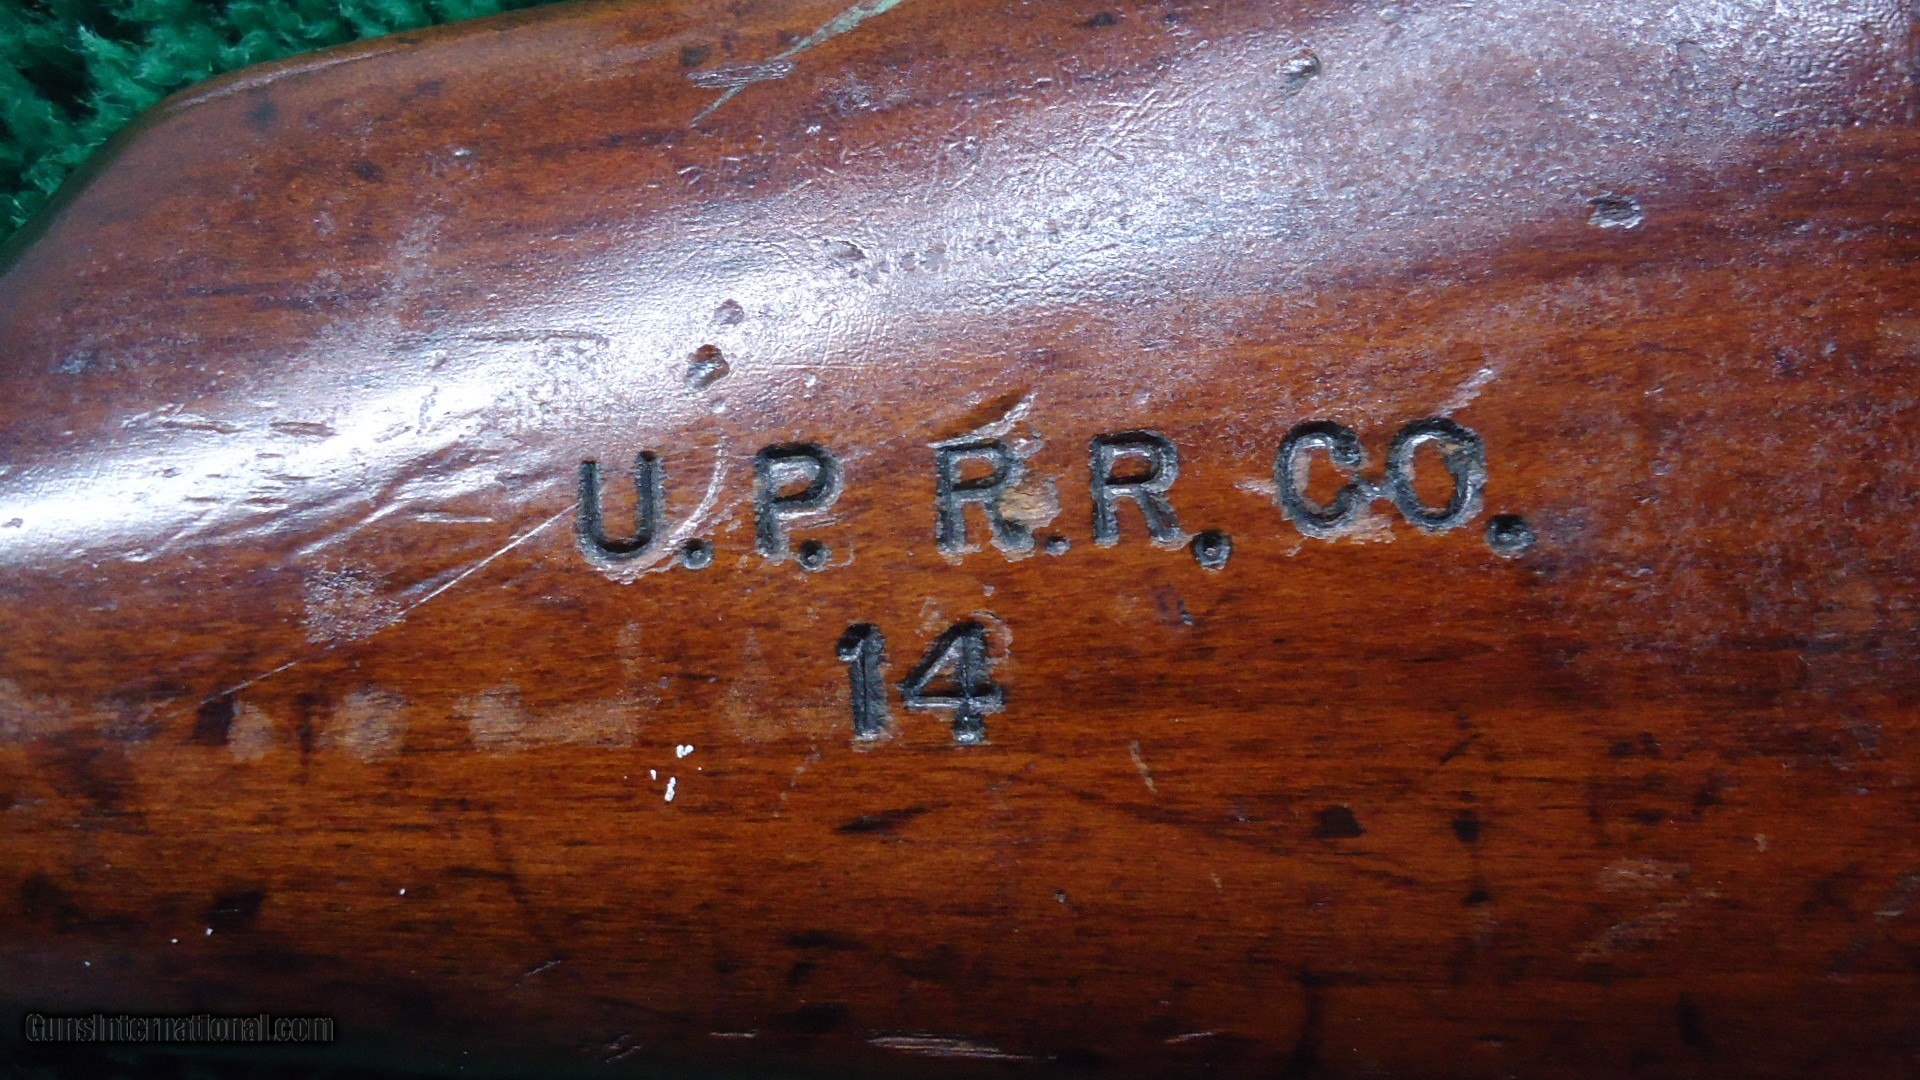 U.P. R.R. CO.
14
GunsInternational.com